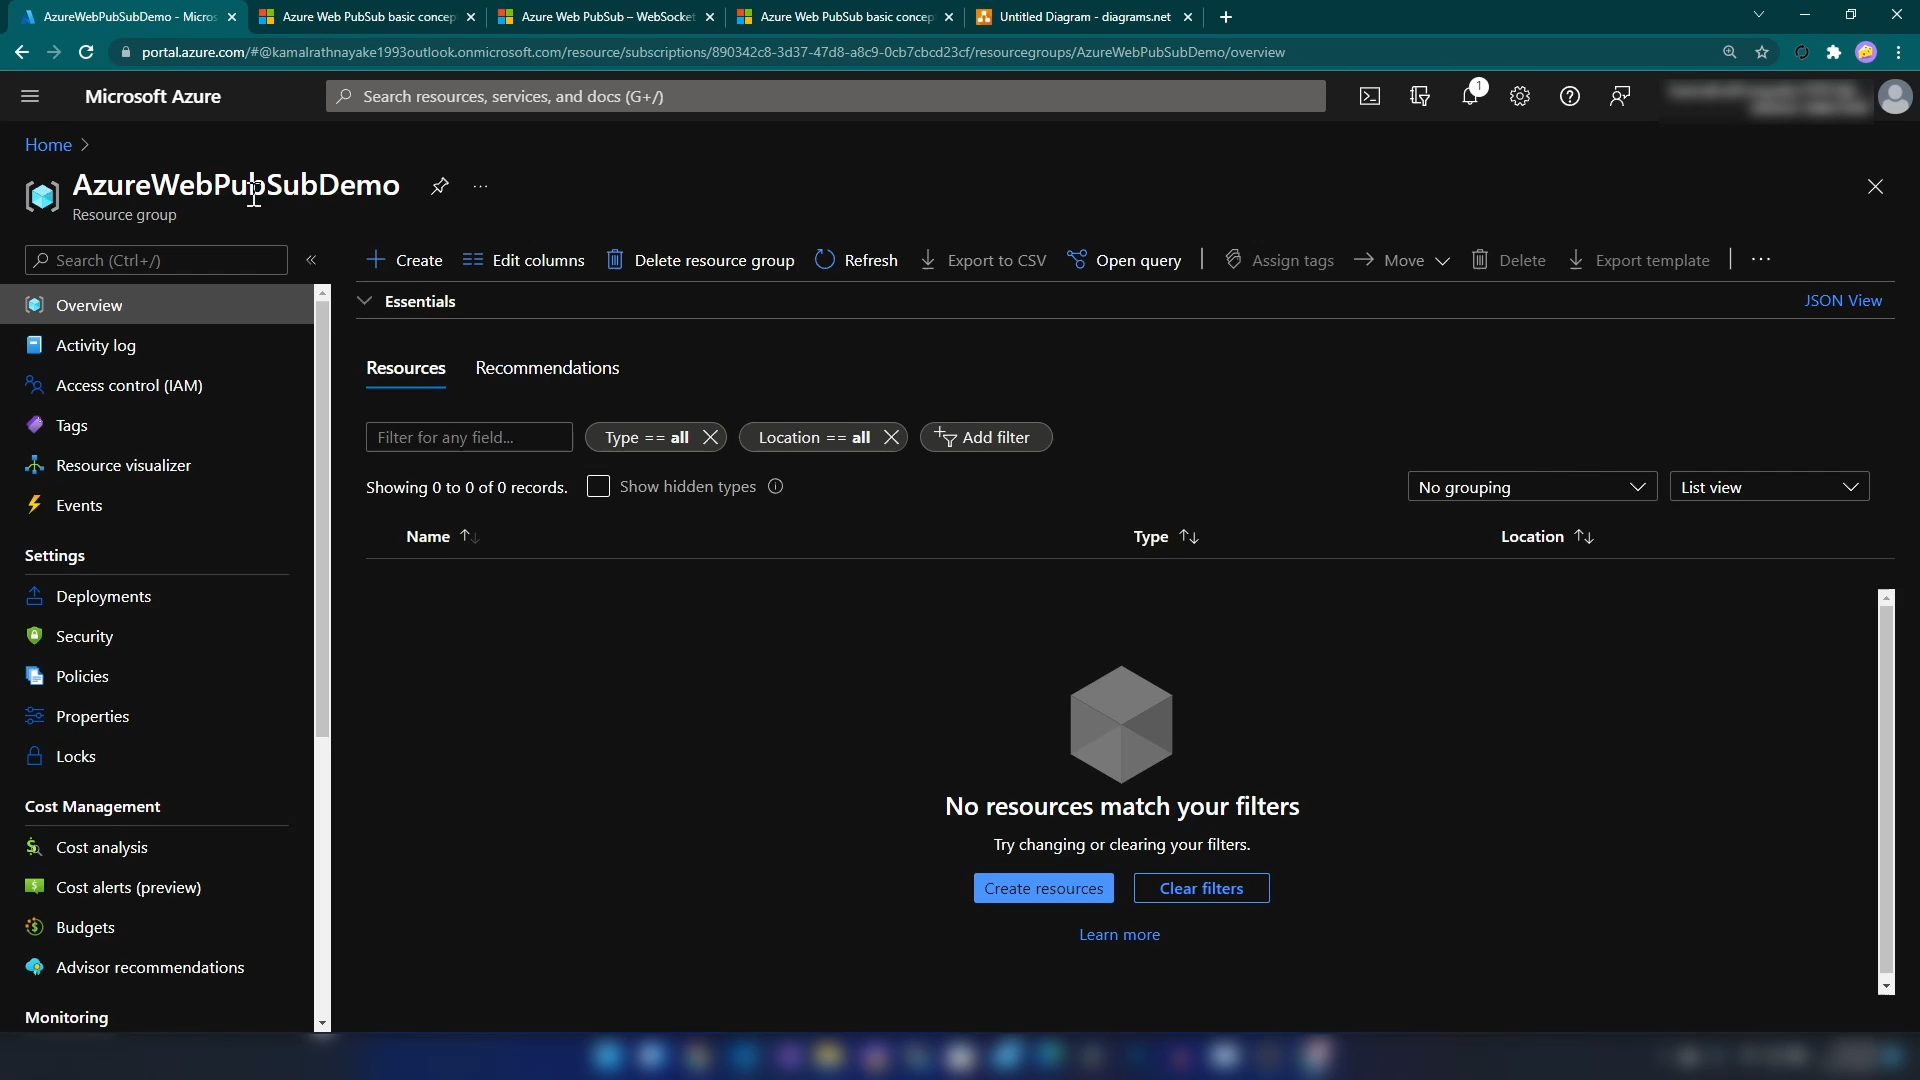 AzureWebPubSubDemo - Micros
Azure Web PubSub basic concep
Azure Web PubSub – WebSocket
Azure Web PubSub basic concep
Untitled Diagram - diagrams.net
portal.azure.com/#@kamalrathnayake1993outlook.onmicrosoft.com/resource/subscriptions/890342c8-3d37-47d8-a8c9-0cb7cbcd23cf/resourcegroups/AzureWebPubSubDemo/overview
Microsoft Azure
Search resources, services, and docs (G+/)
1
Home >
AzureWebPubSubDemo
Resource group
Search (Ctrl+/)
Create
Edit columns
Delete resource group
Refresh
Export to CSV
Open query
Assign tags
Move
Delete
Export template
Overview
Activity log
Access control (IAM)
Tags
Resource visualizer
Events
Settings
Deployments
Security
Policies
Properties
Locks
Cost Management
Cost analysis
Cost alerts (preview)
Budgets
Advisor recommendations
Monitoring
Essentials
JSON View
Resources
Recommendations
Filter for any field...
Type == all
Location == all
Add filter
Showing 0 to 0 of 0 records.
Show hidden types
No grouping
List view
Name
Type
Location
No resources match your filters
Try changing or clearing your filters.
Create resources
Clear filters
Learn more